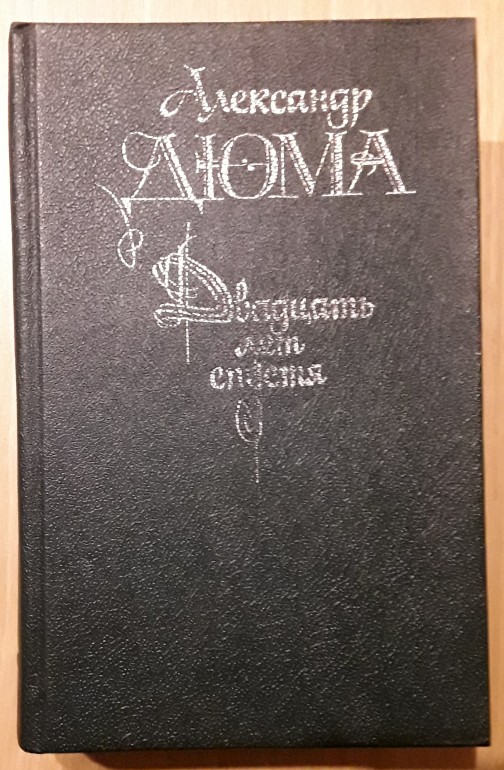 Александр
ДЮМА
Двадцать
лет
спустя